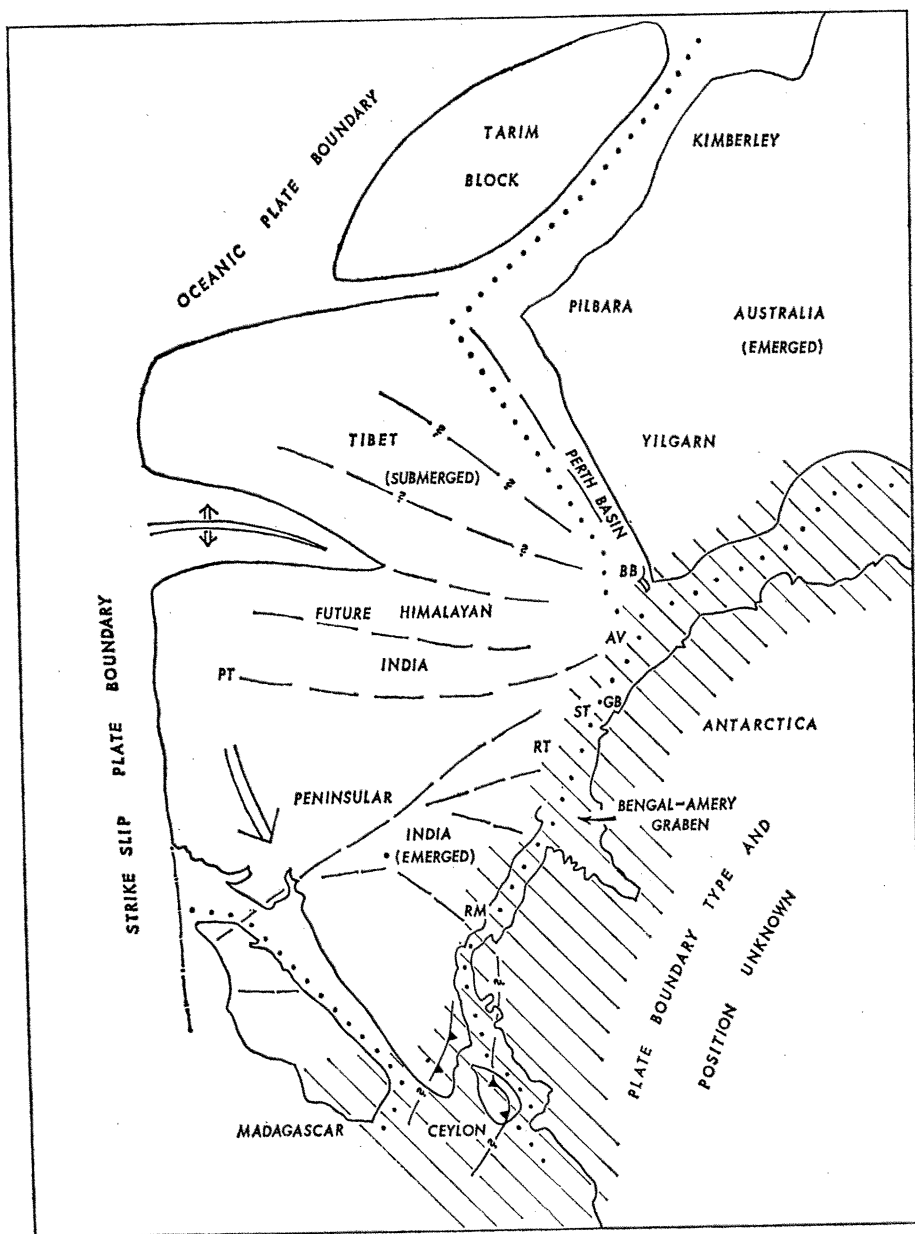 OCEANIC PLATE BOUNDARY
TARIM
BLOCK
KIMBERLEY
PILBARA
AUSTRALIA
(EMERGED)
TIBET
(SUBMERGED)
YILGARN
PERTH BASIN
?
?
?
?
BB
FUTURE HIMALAYAN
INDIA
AV
PT
STRIKE SLIP PLATE BOUNDARY
ST
GB
ANTARCTICA
RT
PENINSULAR
INDIA
(EMERGED)
BENGAL-AMERY
GRABEN
RM
PLATE BOUNDARY TYPE AND
POSITION UNKNOWN
?
?
?
MADAGASCAR
CEYLON